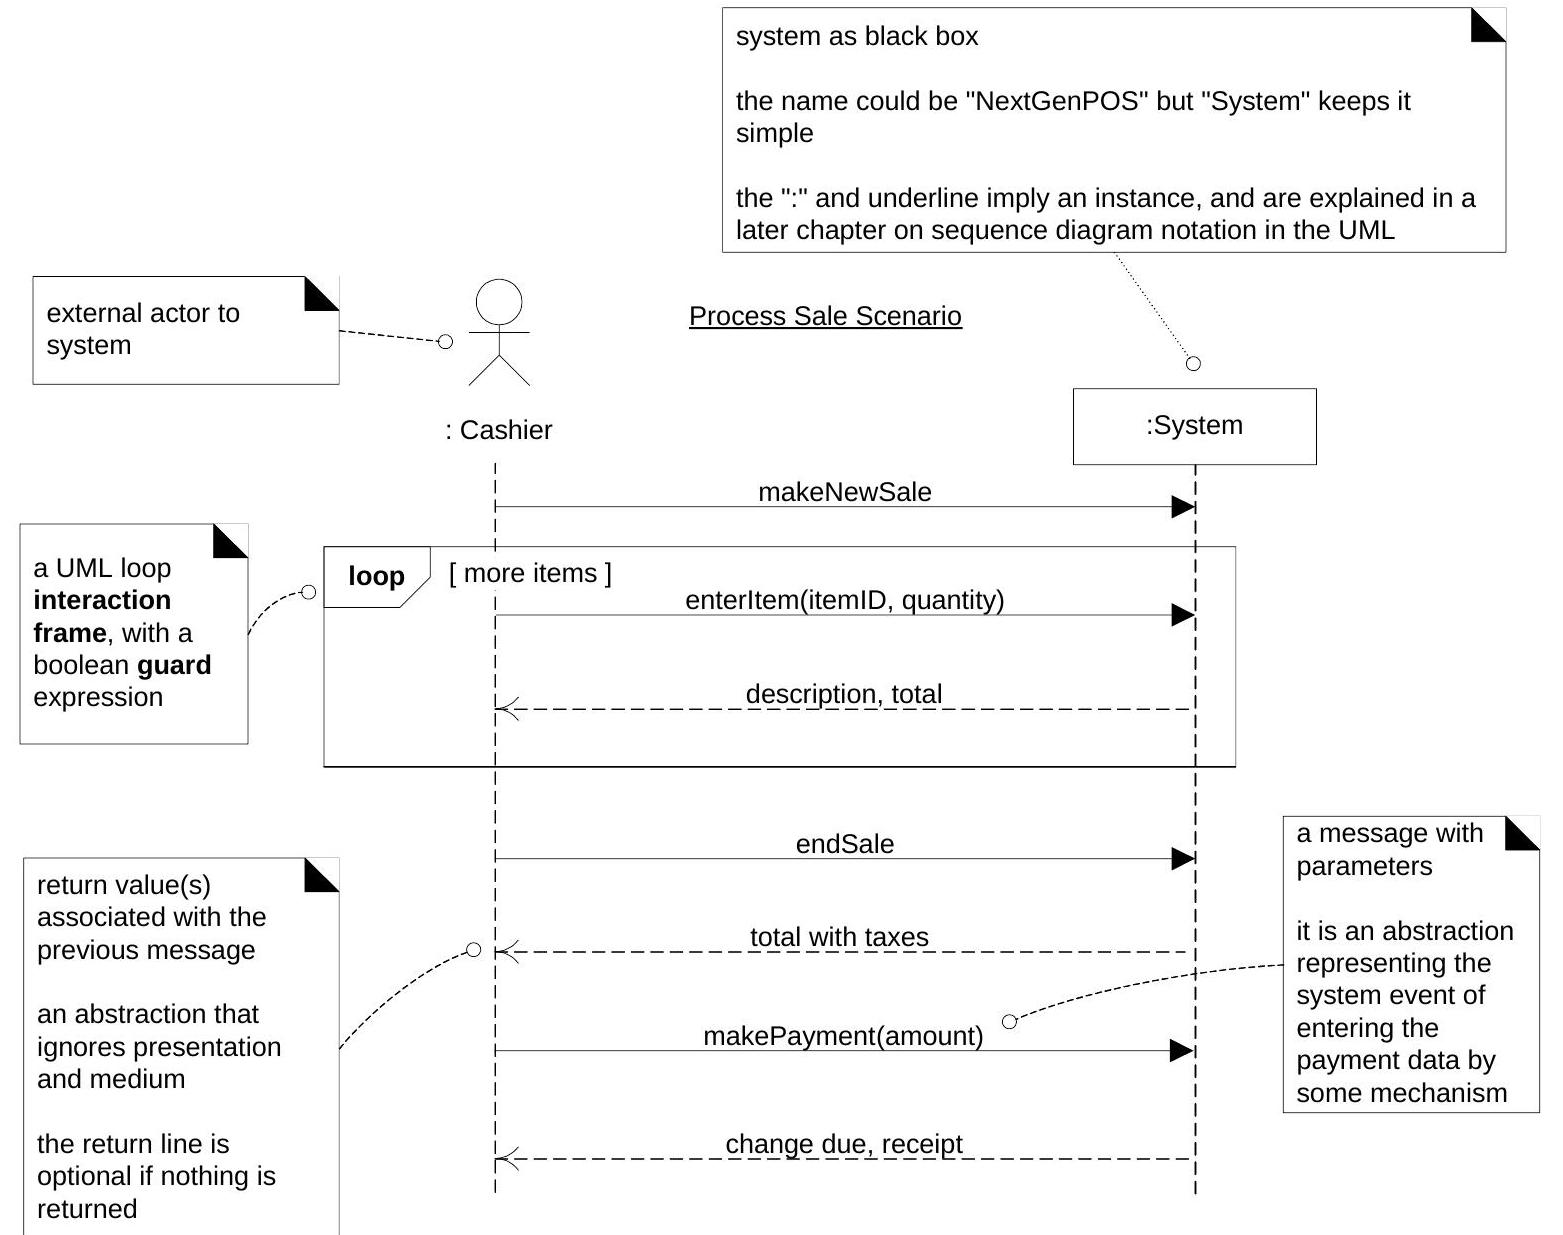 system as black box
the name could be "NextGenPOS" but "System" keeps it
simple
the ":" and underline imply an instance, and are explained in a
later chapter on sequence diagram notation in the UML
external actor to
system
Process Sale Scenario
: Cashier
:System
makeNewSale
a UML loop
interaction
frame, with a
boolean guard
expression
loop
[ more items ]
enterItem(itemID, quantity)
description, total
endSale
a message with
parameters
it is an abstraction
representing the
system event of
entering the
payment data by
some mechanism
return value(s)
associated with the
previous message
an abstraction that
ignores presentation
and medium
the return line is
optional if nothing is
returned
total with taxes
makePayment(amount)
change due, receipt